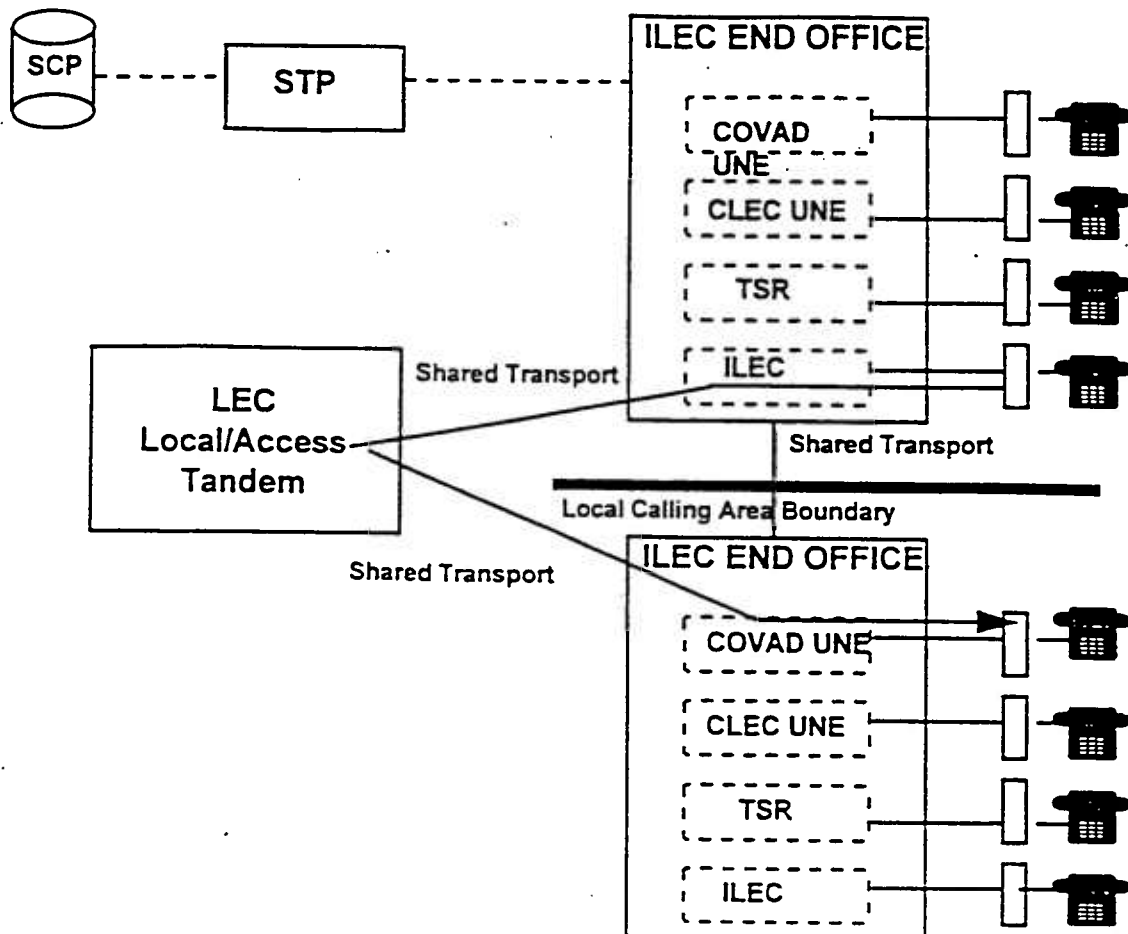 SCP
STP
ILEC END OFFICE
COVAD
UNE
CLEC UNE
TSR
ILEC
LEC
Local/Access
Tandem
Shared Transport
Shared Transport
Local Calling Area Boundary
Shared Transport
ILEC END OFFICE
COVAD UNE
CLEC UNE
TSR
ILEC